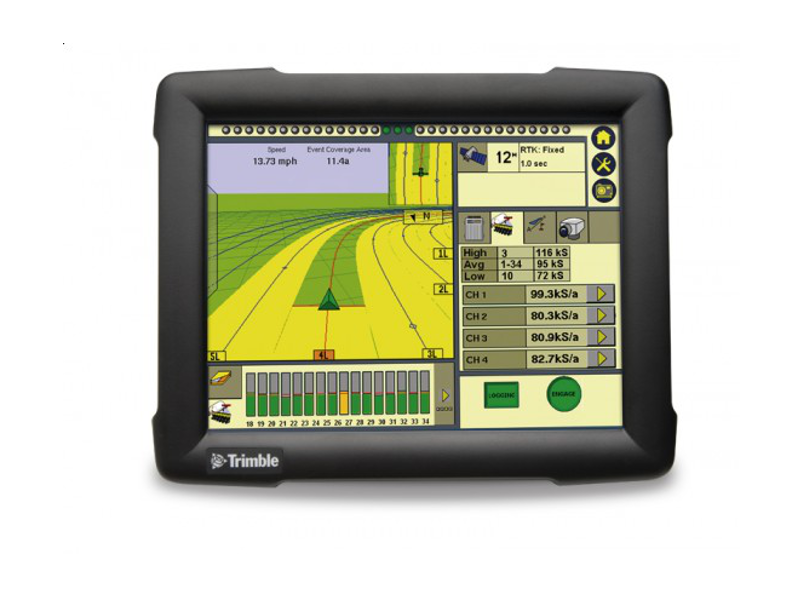 Speed
Event Coverage Area
13.73 mph
11.4a
12"
RTK: Fixed
1.0 sec
N
1L
2L
3L
4L
5L
High 3 116 kS
Avg 1-34 95 kS
Low 10 72 kS
CH 1 99.3kS/a
CH 2 80.3kS/a
CH 3 80.9kS/a
CH 4 82.7kS/a
LOGGING
ENGAGE
18 19 20 21 22 23 24 25 26 27 28 29 30 31 32 33 34
Trimble